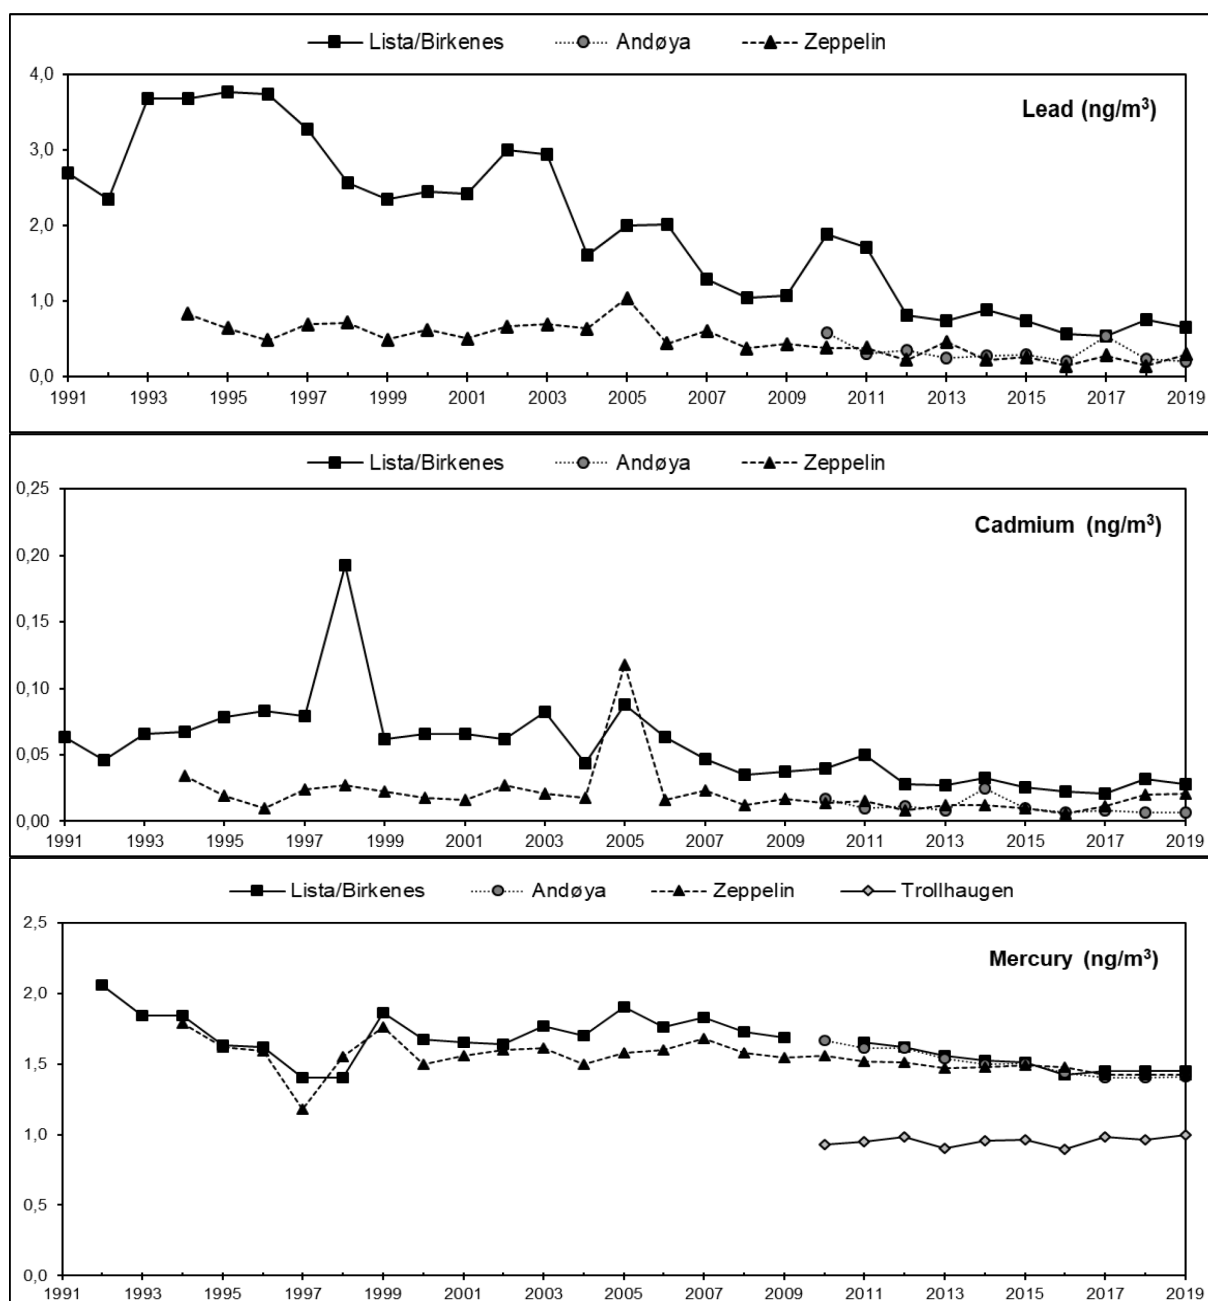 Lista/Birkenes Andøya Zeppelin
Lead (ng/m³)
4,0
3,0
2,0
1,0
0,0
1991 1993 1995 1997 1999 2001 2003 2005 2007 2009 2011 2013 2015 2017 2019
Lista/Birkenes Andøya Zeppelin
Cadmium (ng/m³)
0,25
0,20
0,15
0,10
0,05
0,00
1991 1993 1995 1997 1999 2001 2003 2005 2007 2009 2011 2013 2015 2017 2019
Lista/Birkenes Andøya Zeppelin Trollhaugen
Mercury (ng/m³)
2,5
2,0
1,5
1,0
0,5
0,0
1991 1993 1995 1997 1999 2001 2003 2005 2007 2009 2011 2013 2015 2017 2019